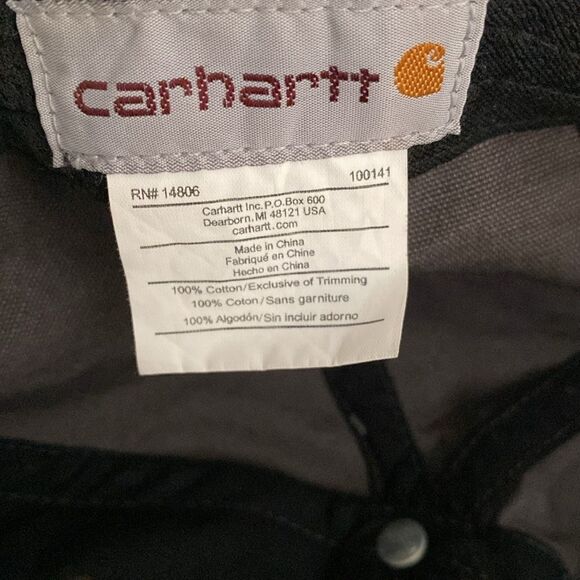 carhartt
RN# 14806 100141
Carhartt Inc. P.O.Box 600
Dearborn, MI 48121 USA
carhartt.com
Made in China
Fabriqué en Chine
Hecho en China
100% Cotton/Exclusive of Trimming
100% Coton/Sans garniture
100% Algodón/Sin incluir adorno